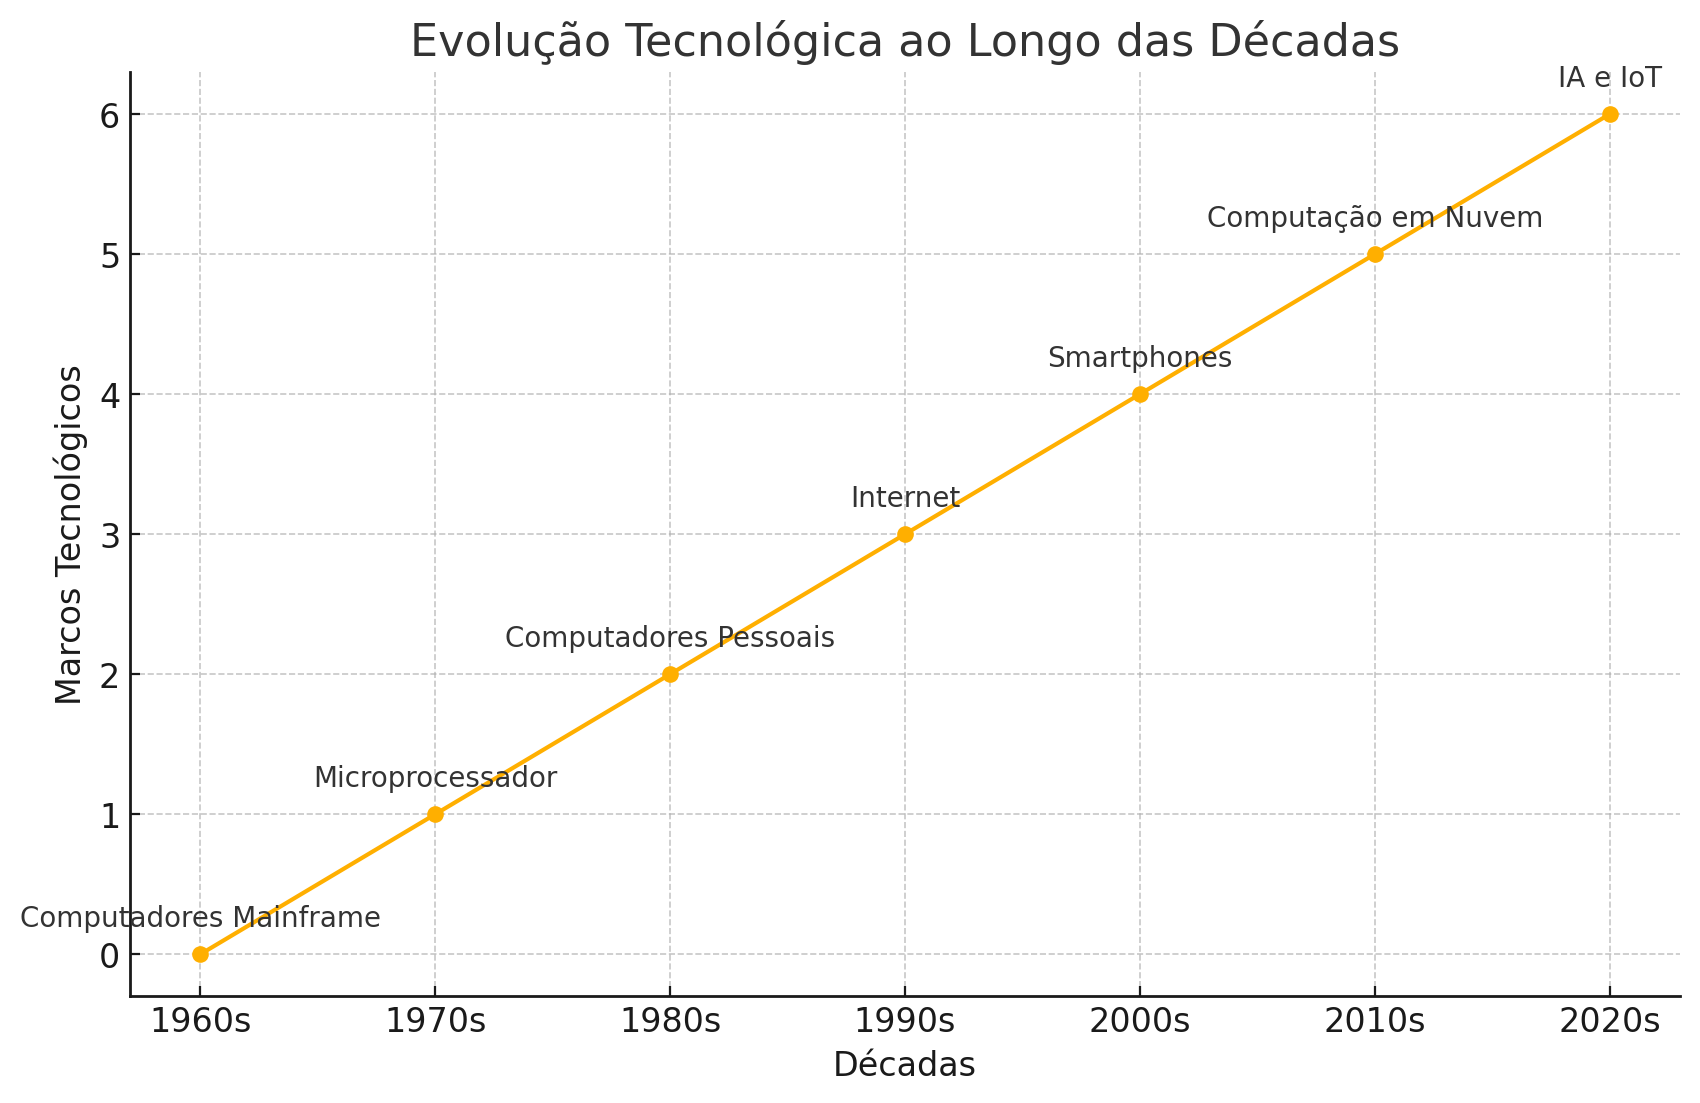 Evolução Tecnológica ao Longo das Décadas
IA e IoT
6
Computação em Nuvem
5
Smartphones
4
Internet
3
Computadores Pessoais
2
Microprocessador
1
Computadores Mainframe
0
Marcos Tecnológicos
1960s 1970s 1980s 1990s 2000s 2010s 2020s
Décadas